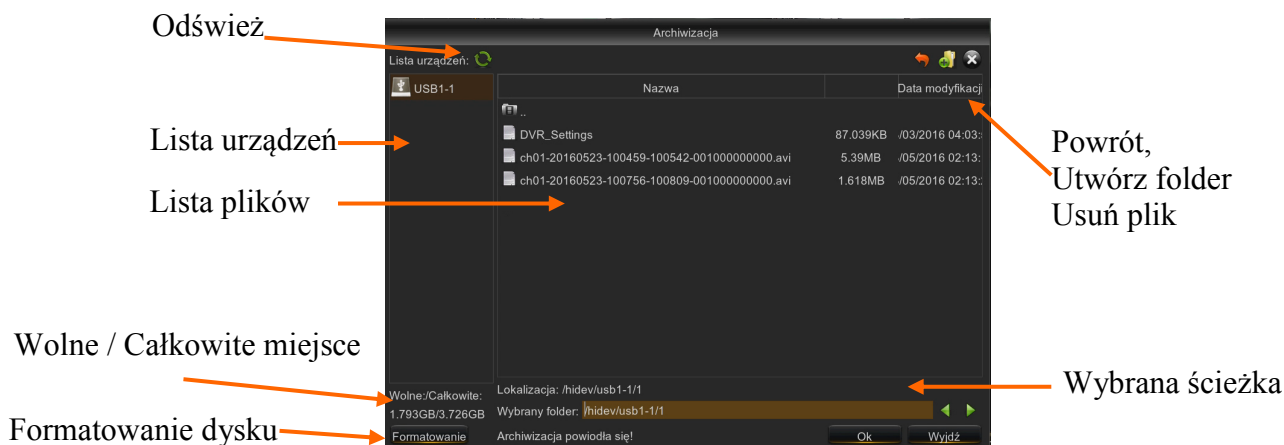 Odśwież
Archiwizacja
Lista urządzeń:
USB1-1
Nazwa
Data modyfikacji
..
DVR_Settings 87.039KB /03/2016 04:03:
ch01-20160523-100459-100542-001000000000.avi 5.39MB /05/2016 02:13:
ch01-20160523-100756-100809-001000000000.avi 1.618MB /05/2016 02:13:
Lista urządzeń
Lista plików
Powrót,
Utwórz folder
Usuń plik
Wolne / Całkowite miejsce
Wybrana ścieżka
Wolne:/Całkowite:
1.793GB/3.726GB
Lokalizacja: /hidev/usb1-1/1
Wybrany folder: /hidev/usb1-1/1
Formatowanie dysku
Formatowanie
Archiwizacja powiodła się!
Ok
Wyjdź